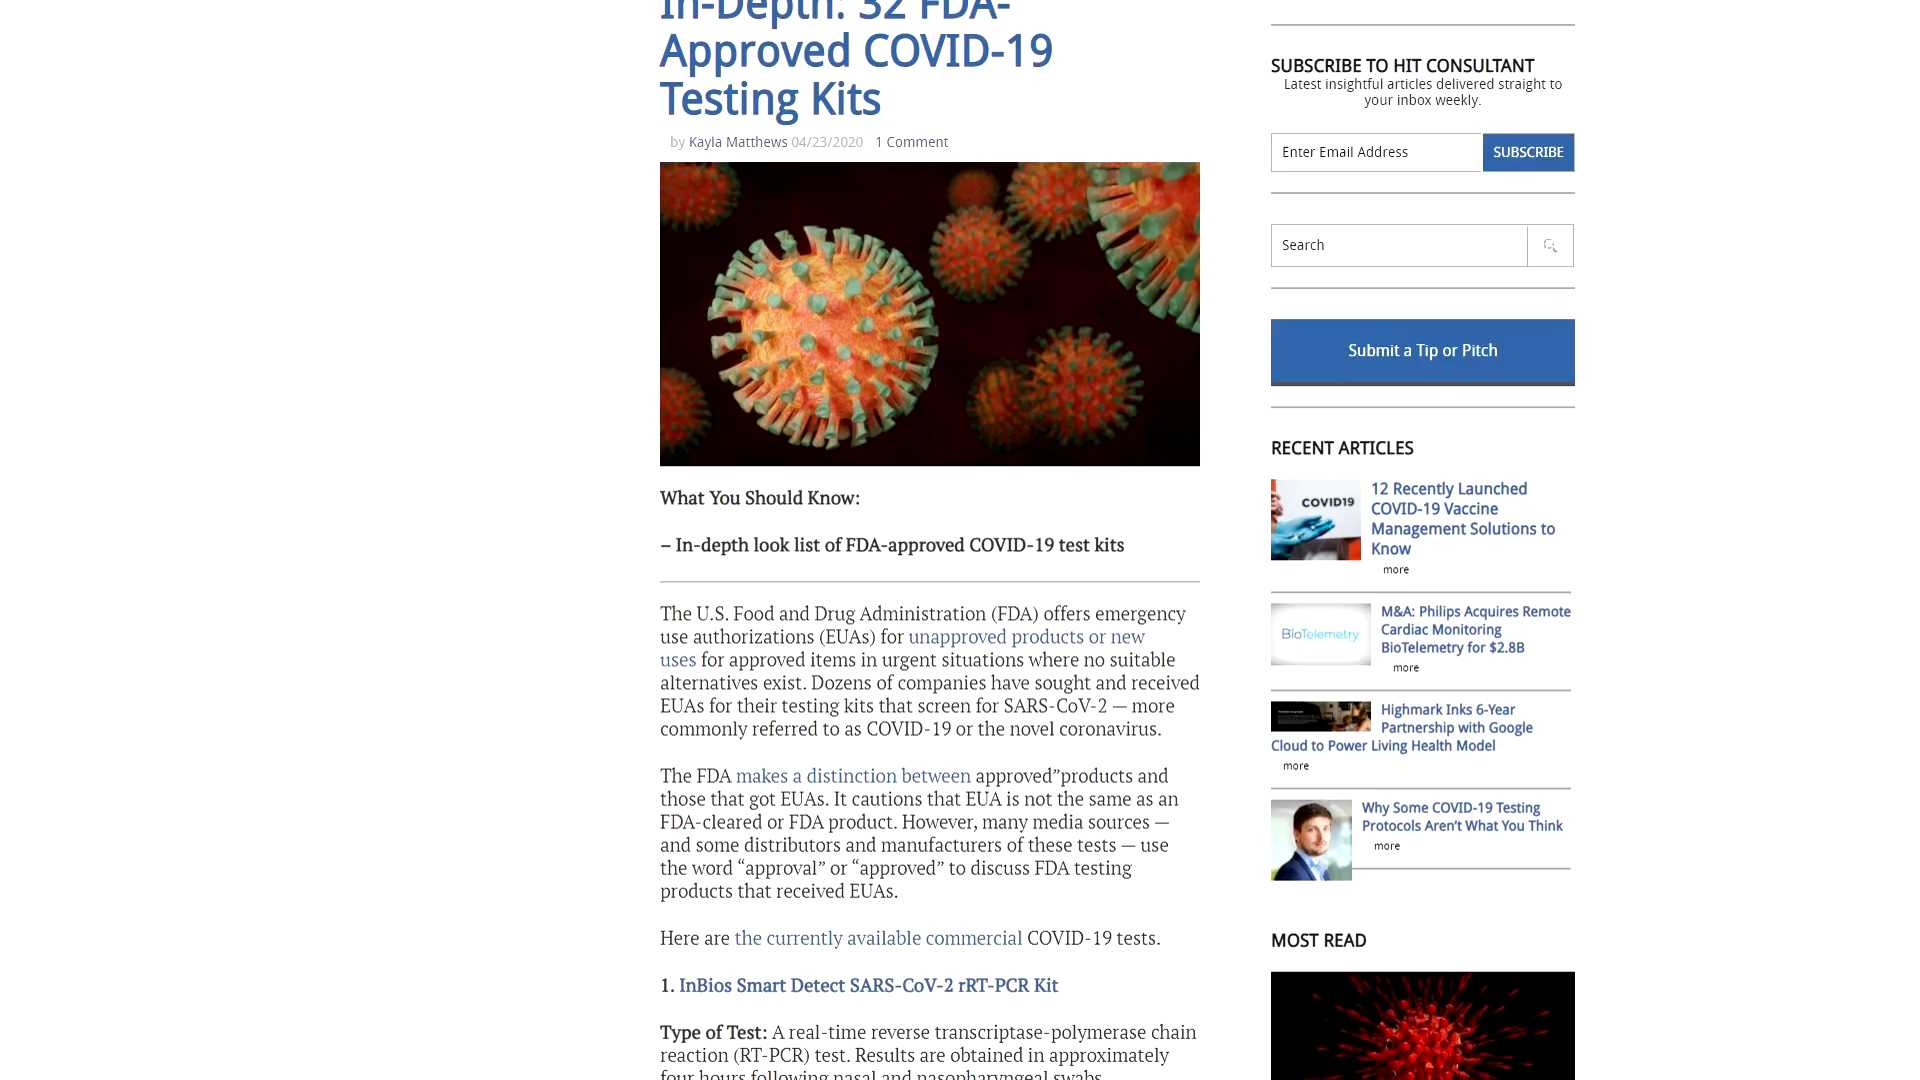 In-Depth: 32 FDA-
Approved COVID-19
Testing Kits
by Kayla Matthews 04/23/2020 1 Comment
What You Should Know:
– In-depth look list of FDA-approved COVID-19 test kits
The U.S. Food and Drug Administration (FDA) offers emergency
use authorizations (EUAs) for unapproved products or new
uses for approved items in urgent situations where no suitable
alternatives exist. Dozens of companies have sought and received
EUAs for their testing kits that screen for SARS-CoV-2 — more
commonly referred to as COVID-19 or the novel coronavirus.
The FDA makes a distinction between approved”products and
those that got EUAs. It cautions that EUA is not the same as an
FDA-cleared or FDA product. However, many media sources —
and some distributors and manufacturers of these tests — use
the word “approval” or “approved” to discuss FDA testing
products that received EUAs.
Here are the currently available commercial COVID-19 tests.
1. InBios Smart Detect SARS-CoV-2 rRT-PCR Kit
Type of Test: A real-time reverse transcriptase-polymerase chain
reaction (RT-PCR) test. Results are obtained in approximately
four hours following nasal and nasopharyngeal swabs
SUBSCRIBE TO HIT CONSULTANT
Latest insightful articles delivered straight to
your inbox weekly.
Enter Email Address SUBSCRIBE
Search
Submit a Tip or Pitch
RECENT ARTICLES
COVID19
12 Recently Launched
COVID-19 Vaccine
Management Solutions to
Know
more
BioTelemetry
M&A: Philips Acquires Remote
Cardiac Monitoring
BioTelemetry for $2.8B
more
Highmark Inks 6-Year
Partnership with Google
Cloud to Power Living Health Model
more
Why Some COVID-19 Testing
Protocols Aren’t What You Think
more
MOST READ